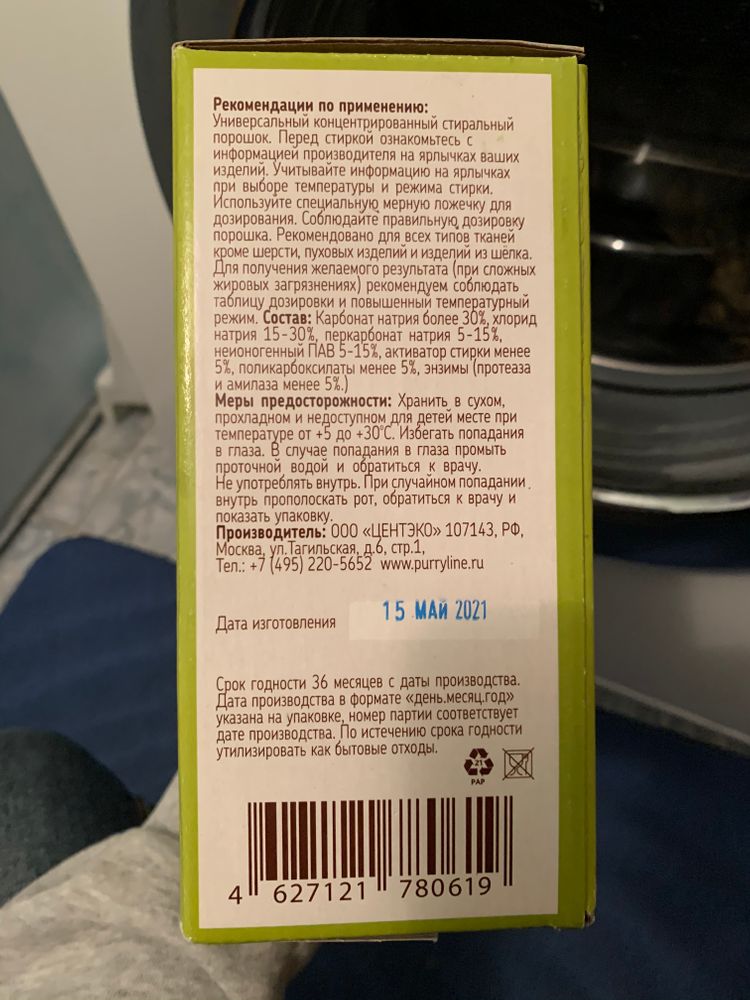 Рекомендации по применению:
Универсальный концентрированный стиральный
порошок. Перед стиркой ознакомьтесь с
информацией производителя на ярлычках ваших
изделий. Учитывайте информацию на ярлычках
при выборе температуры и режима стирки.
Используйте специальную мерную ложечку для
дозирования. Соблюдайте правильную дозировку
порошка. Рекомендовано для всех типов тканей
кроме шерсти, пуховых изделий и изделий из шёлка.
Для получения желаемого результата (при сложных
жировых загрязнениях) рекомендуем соблюдать
таблицу дозировки и повышенный температурный
режим. Состав: Карбонат натрия более 30%, хлорид
натрия 15-30%, перкарбонат натрия 5-15%,
неионогенный ПАВ 5-15%, активатор стирки менее
5%, поликарбоксилаты менее 5%, энзимы (протеаза
и амилаза менее 5%.)
Меры предосторожности: Хранить в сухом,
прохладном и недоступном для детей месте при
температуре от +5 до +30°С. Избегать попадания
в глаза. В случае попадания в глаза промыть
проточной водой и обратиться к врачу.
Не употреблять внутрь. При случайном попадании
внутрь прополоскать рот, обратиться к врачу и
показать упаковку.
Производитель: ООО «ЦЕНТЭКО» 107143, РФ,
Москва, ул.Тагильская, д.6, стр.1,
Тел.: +7 (495) 220-5652 www.purryline.ru
Дата изготовления 15 МАЙ 2021
Срок годности 36 месяцев с даты производства.
Дата производства в формате «день.месяц.год»
указана на упаковке, номер партии соответствует
дате производства. По истечению срока годности
утилизировать как бытовые отходы.
21
PAP
4 627121 780619